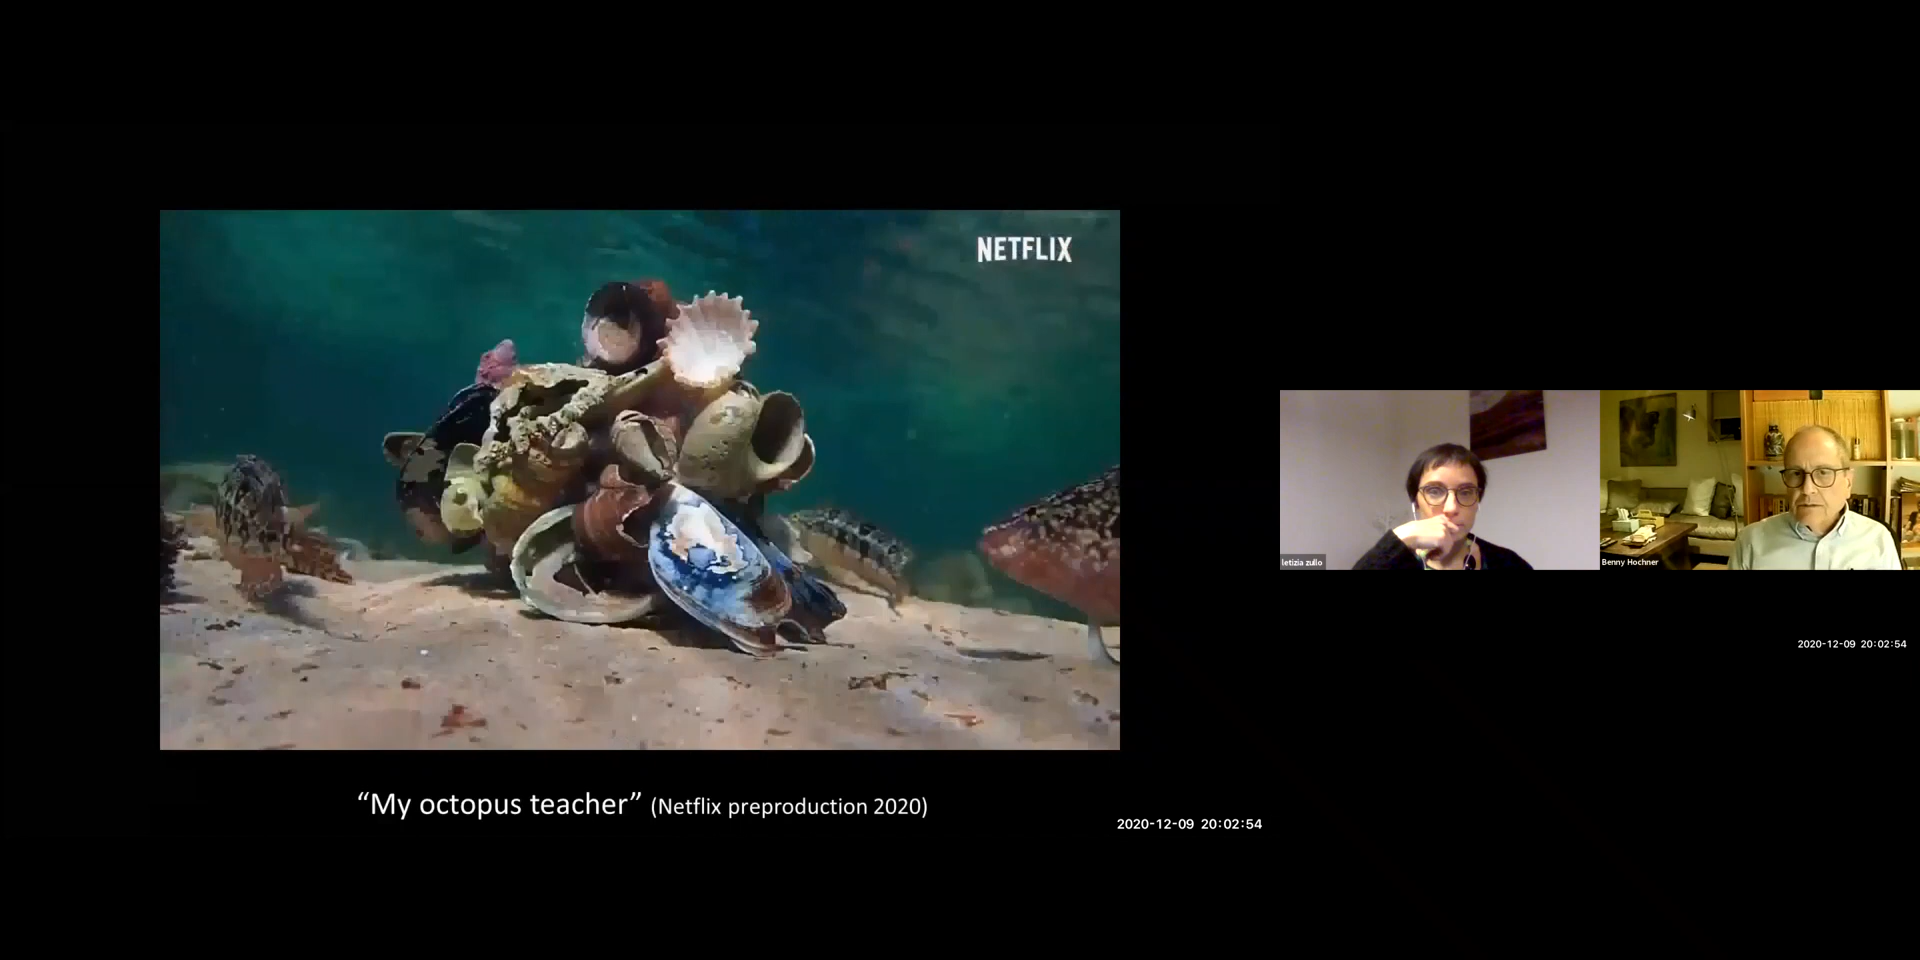 NETFLIX
“My octopus teacher” (Netflix preproduction 2020)
2020-12-09 20:02:54
letizia zullo
Benny Hochner
2020-12-09 20:02:54